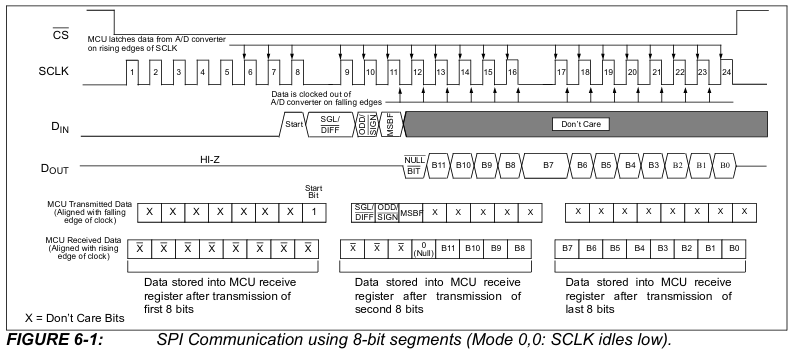 CS
MCU latches data from A/D converter
on rising edges of SCLK
SCLK
1 2 3 4 5 6 7 8 9 10 11 12 13 14 15 16 17 18 19 20 21 22 23 24
Data is clocked out of
A/D converter on falling edges
DIN
Start SGL/DIFF ODD/SIGN MSBF Don't Care
DOUT
HI-Z NULL BIT B11 B10 B9 B8 B7 B6 B5 B4 B3 B2 B1 B0
Start
Bit
MCU Transmitted Data
(Aligned with falling
edge of clock)
X X X X X X X 1 SGL/DIFF ODD/SIGN MSBF X X X X X X X X X X X X X
MCU Received Data
(Aligned with rising
edge of clock)
X X X X X X X X X X X 0 (Null) B11 B10 B9 B8 B7 B6 B5 B4 B3 B2 B1 B0
Data stored into MCU receive
register after transmission of
first 8 bits
Data stored into MCU receive
register after transmission of
second 8 bits
Data stored into MCU receive
register after transmission of
last 8 bits
X = Don't Care Bits
FIGURE 6-1: SPI Communication using 8-bit segments (Mode 0,0: SCLK idles low).